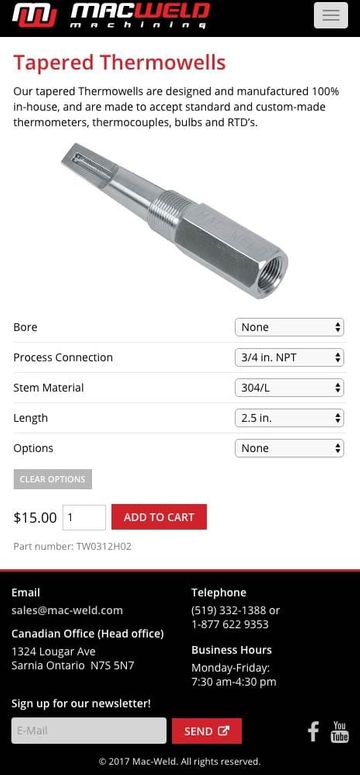 MACWELD
machining
Tapered Thermowells
Our tapered Thermowells are designed and manufactured 100%
in-house, and are made to accept standard and custom-made
thermometers, thermocouples, bulbs and RTD's.
Bore None
Process Connection 3/4 in. NPT
Stem Material 304/L
Length 2.5 in.
Options None
CLEAR OPTIONS
$15.00 1 ADD TO CART
Part number: TW0312H02
Email
sales@mac-weld.com
Canadian Office (Head office)
1324 Lougar Ave
Sarnia Ontario N7S 5N7
Telephone
(519) 332-1388 or
1-877 622 9353
Business Hours
Monday-Friday:
7:30 am-4:30 pm
Sign up for our newsletter!
E-Mail SEND
f You Tube
© 2017 Mac-Weld. All rights reserved.